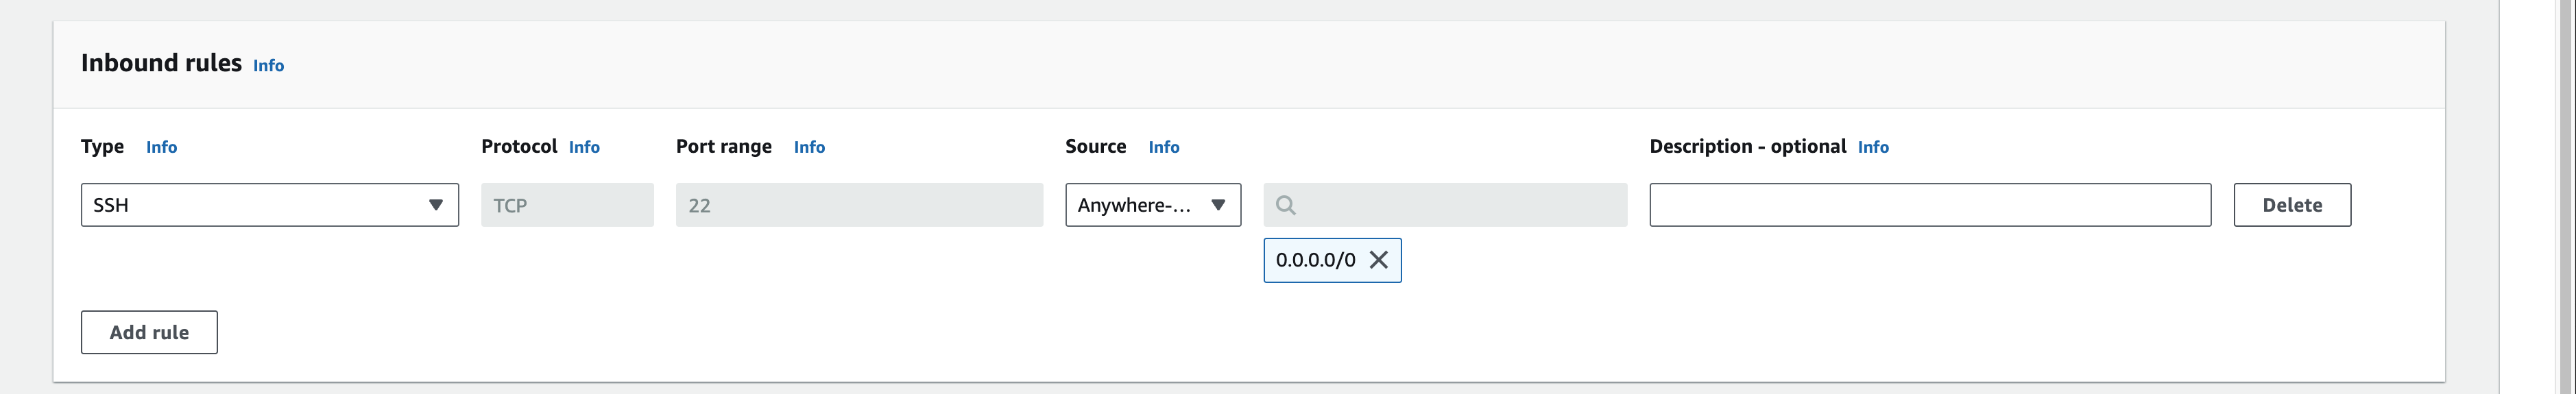 Inbound rules Info
Type Info Protocol Info Port range Info Source Info Description - optional Info
SSH TCP 22 Anywhere-... Delete
0.0.0.0/0
Add rule